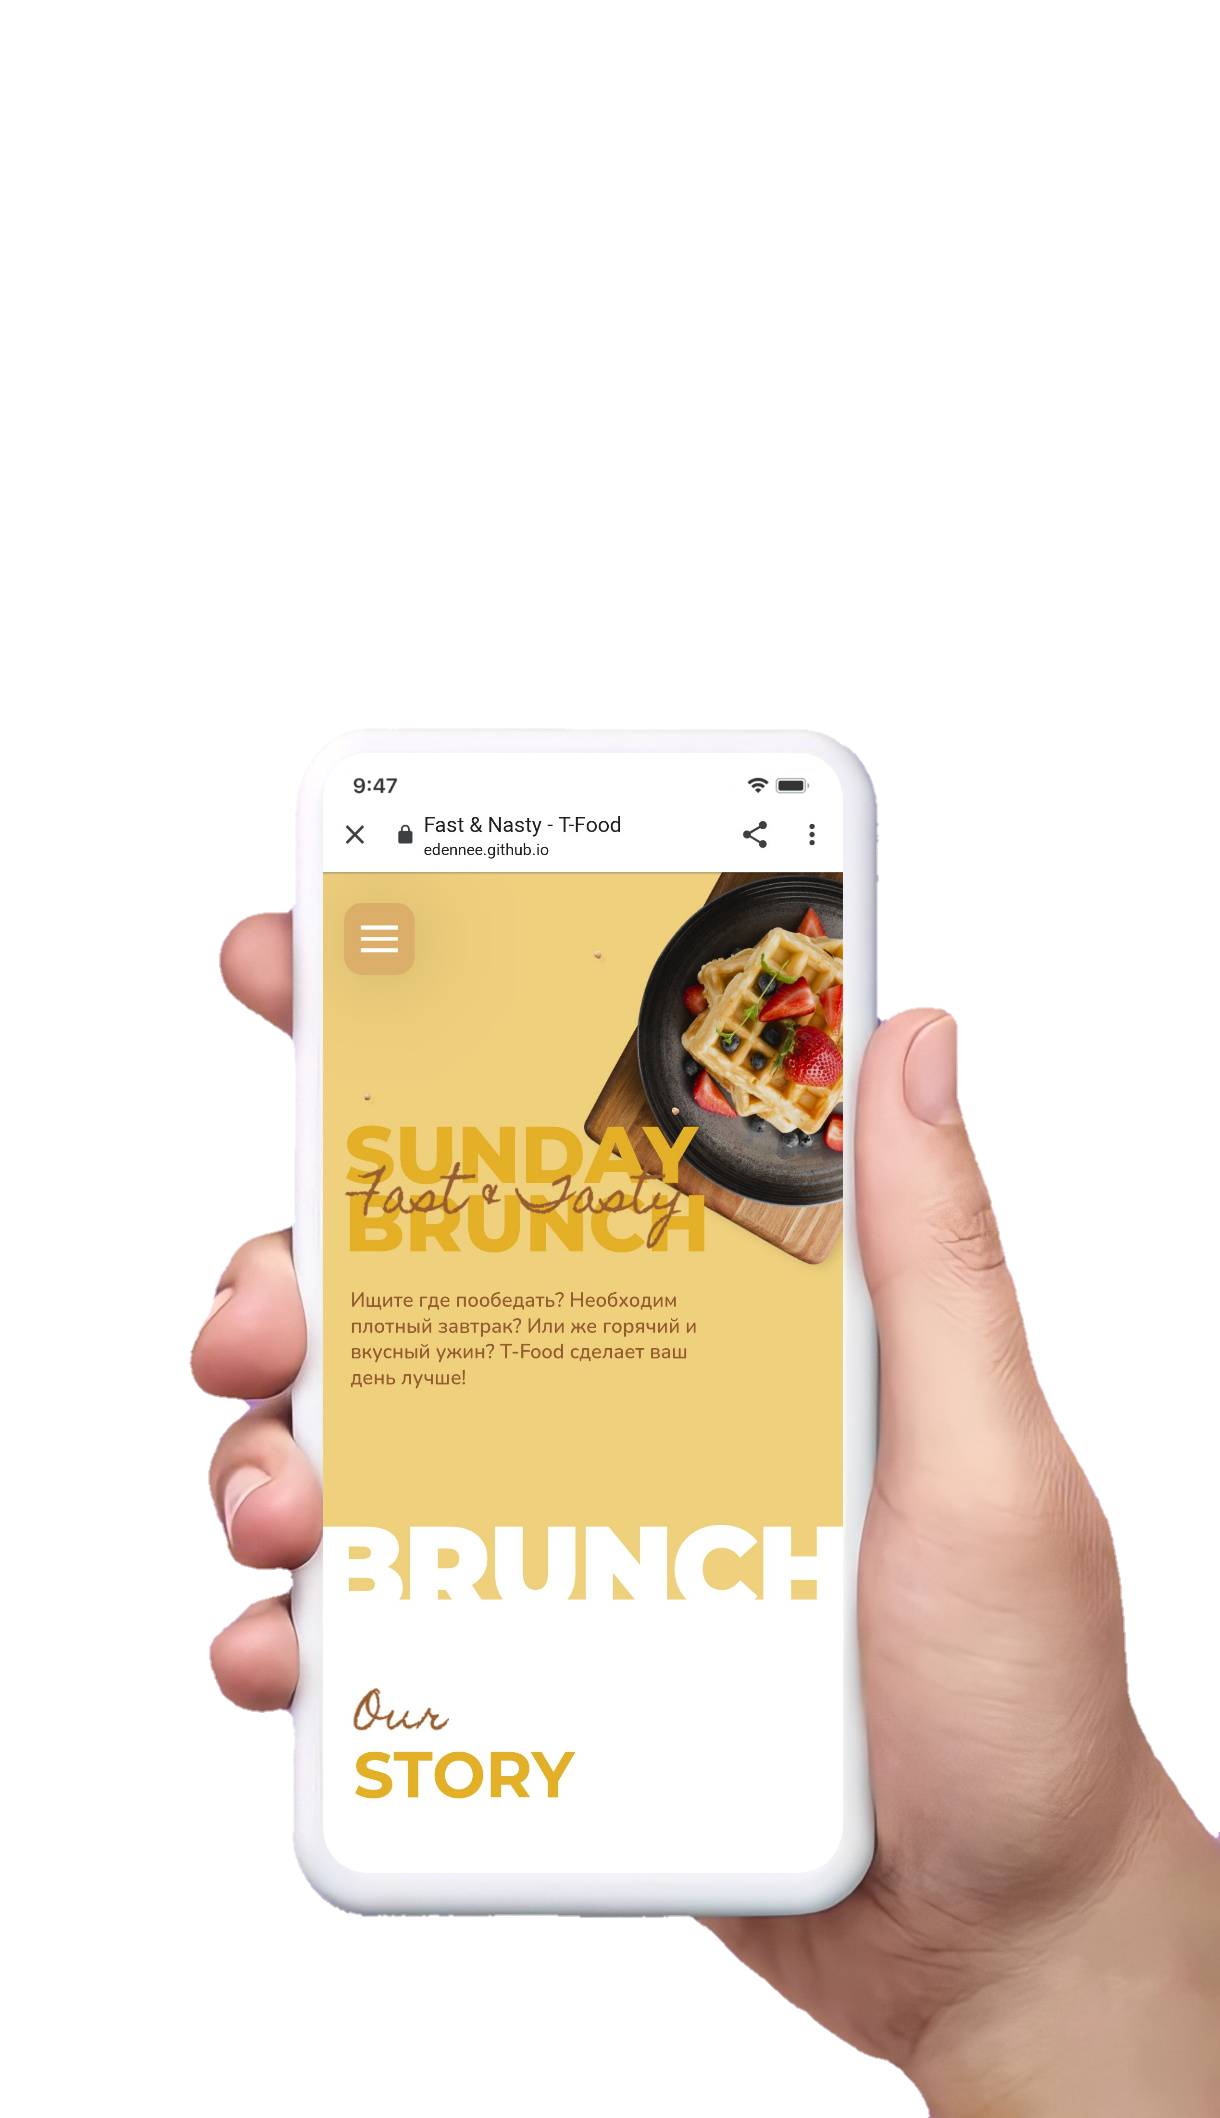 9:47
Fast & Nasty - T-Food
edennee.github.io
SUNDAY
Fast & Tasty
BRUNCH
Ищите где пообедать? Необходим
плотный завтрак? Или же горячий и
вкусный ужин? T-Food сделает ваш
день лучше!
BRUNCH
Our
STORY